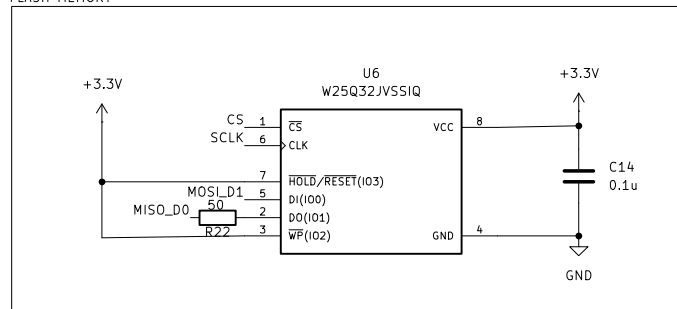 FLASH MEMORY
+3.3V
U6
W25Q32JVSSIQ
+3.3V
CS 1 CS
SCLK 6 CLK
VCC 8
7 HOLD/RESET(IO3)
MOSI_D1 5 DI(IO0)
MISO_D0 50 2 DO(IO1)
R22 3 WP(IO2)
GND 4
C14
0.1u
GND